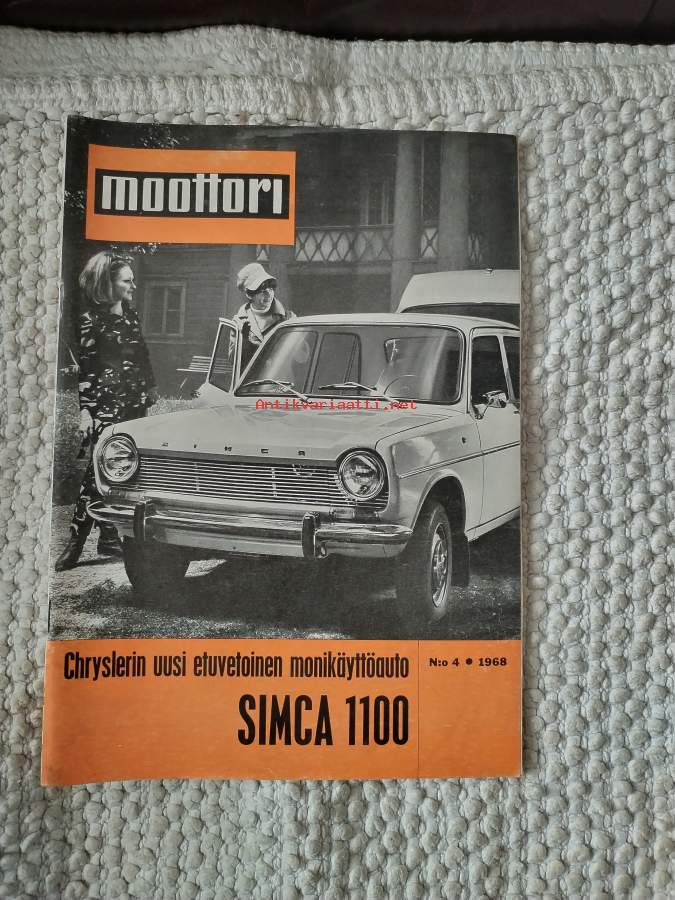 moottori
Antikvariaatti.net
SIMCA
Chryslerin uusi etuvetoinen monikäyttöauto
N:o 4 • 1968
SIMCA 1100